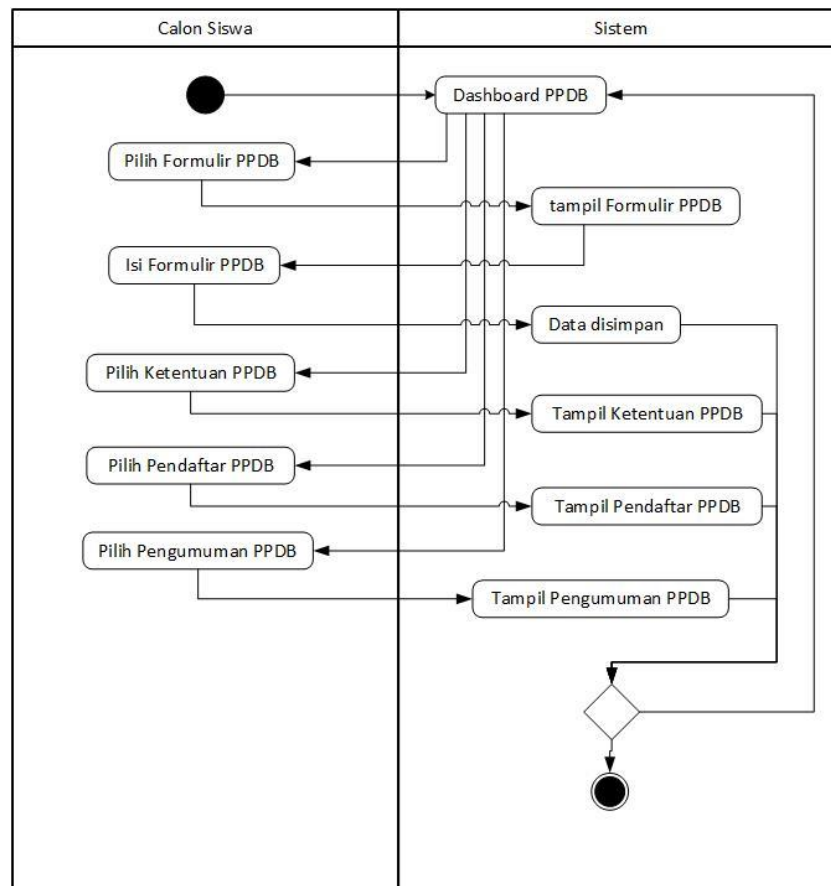 Calon Siswa
Sistem
Dashboard PPDB
Pilih Formulir PPDB
tampil Formulir PPDB
Isi Formulir PPDB
Data disimpan
Pilih Ketentuan PPDB
Tampil Ketentuan PPDB
Pilih Pendaftar PPDB
Tampil Pendaftar PPDB
Pilih Pengumuman PPDB
Tampil Pengumuman PPDB